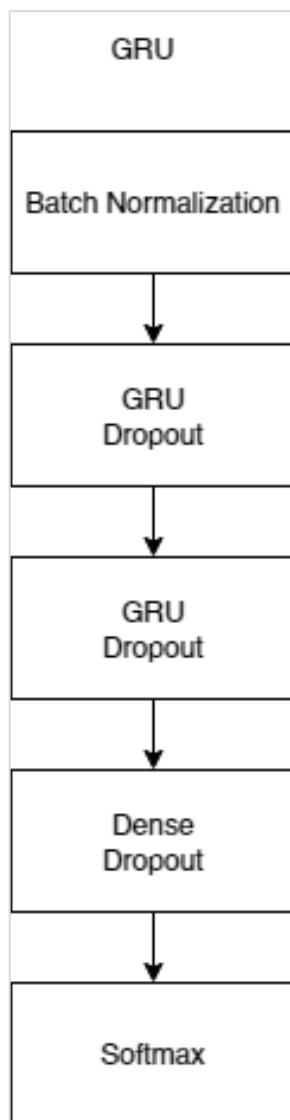 GRU
Batch Normalization
GRU
Dropout
GRU
Dropout
Dense
Dropout
Softmax